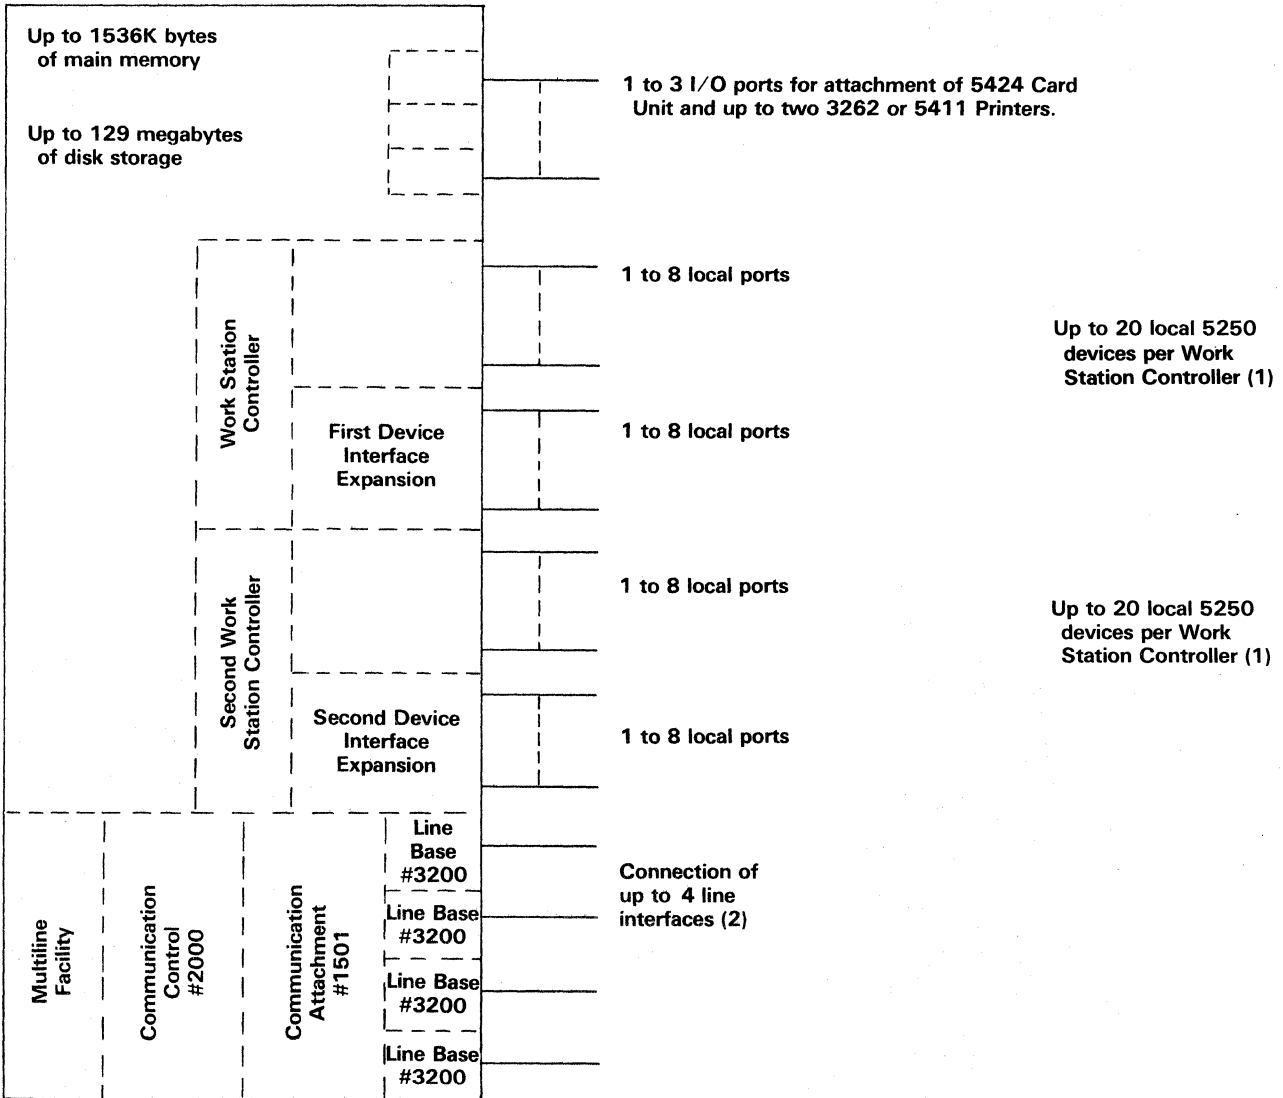 Up to 1536K bytes
of main memory
Up to 129 megabytes
of disk storage
1 to 3 I/O ports for attachment of 5424 Card
Unit and up to two 3262 or 5411 Printers.
Work Station
Controller
1 to 8 local ports
Up to 20 local 5250
devices per Work
Station Controller (1)
First Device
Interface
Expansion
1 to 8 local ports
Second Work
Station Controller
1 to 8 local ports
Up to 20 local 5250
devices per Work
Station Controller (1)
Second Device
Interface
Expansion
1 to 8 local ports
Multiline
Facility
Communication
Control
#2000
Communication
Attachment
#1501
Line
Base
#3200
Line Base
#3200
Line Base
#3200
Line Base
#3200
Connection of
up to 4 line
interfaces (2)